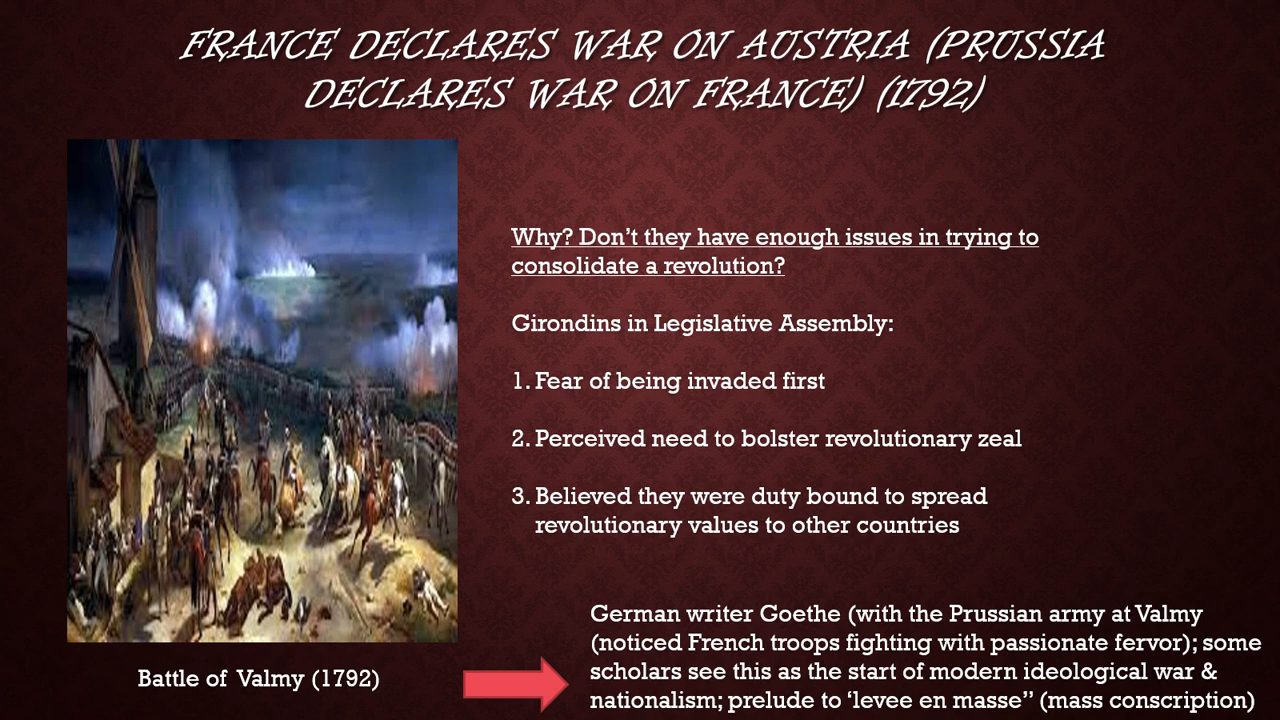 FRANCE DECLARES WAR ON AUSTRIA (PRUSSIA
DECLARES WAR ON FRANCE) (1792)
Why? Don’t they have enough issues in trying to
consolidate a revolution?
Girondins in Legislative Assembly:
1. Fear of being invaded first
2. Perceived need to bolster revolutionary zeal
3. Believed they were duty bound to spread
revolutionary values to other countries
Battle of Valmy (1792)
German writer Goethe (with the Prussian army at Valmy
(noticed French troops fighting with passionate fervor); some
scholars see this as the start of modern ideological war &
nationalism; prelude to ‘levee en masse” (mass conscription)